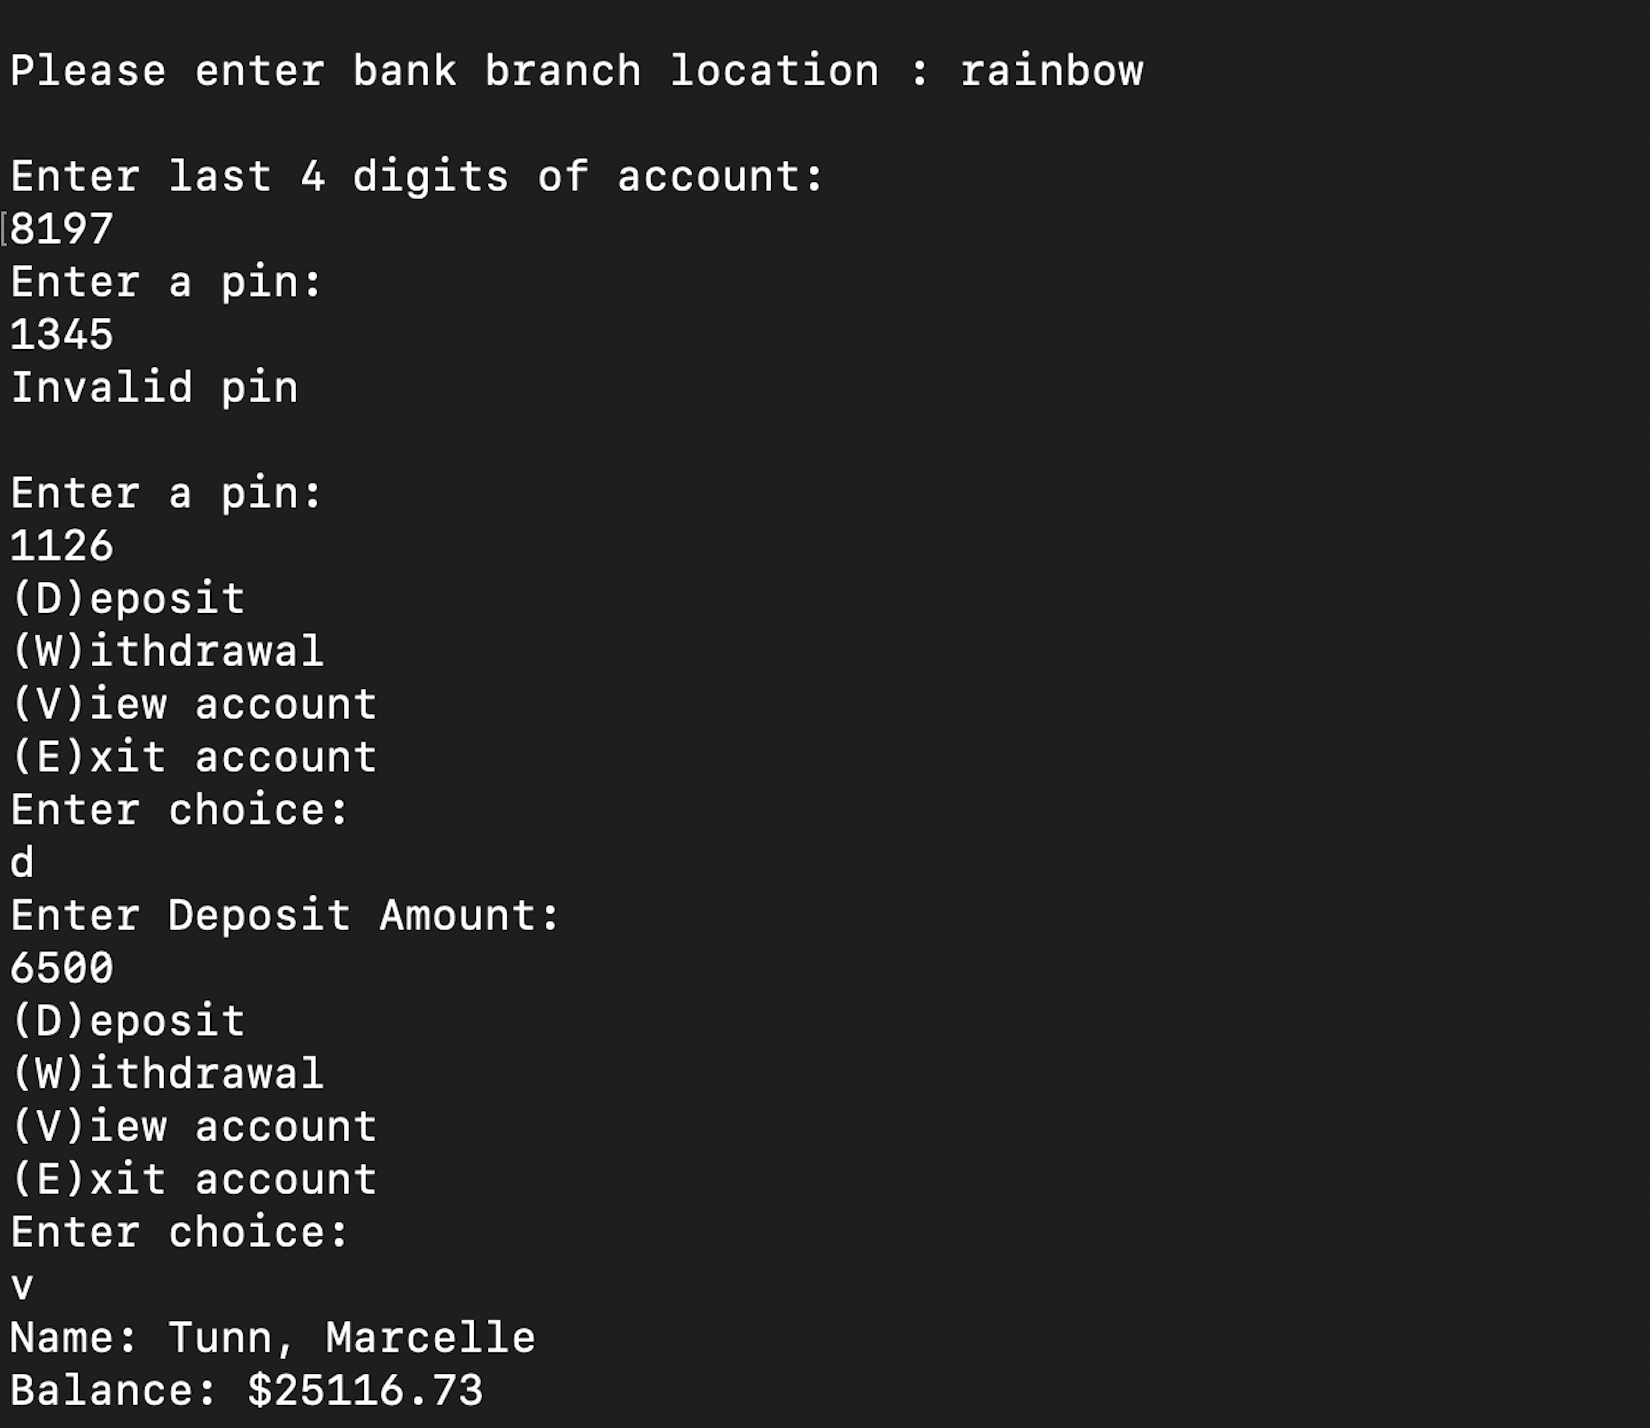 Please enter bank branch location : rainbow
Enter last 4 digits of account:
[8197
Enter a pin:
1345
Invalid pin
Enter a pin:
1126
(D)eposit
(W)ithdrawal
(V)iew account
(E)xit account
Enter choice:
d
Enter Deposit Amount:
6500
(D)eposit
(W)ithdrawal
(V)iew account
(E)xit account
Enter choice:
v
Name: Tunn, Marcelle
Balance: $25116.73